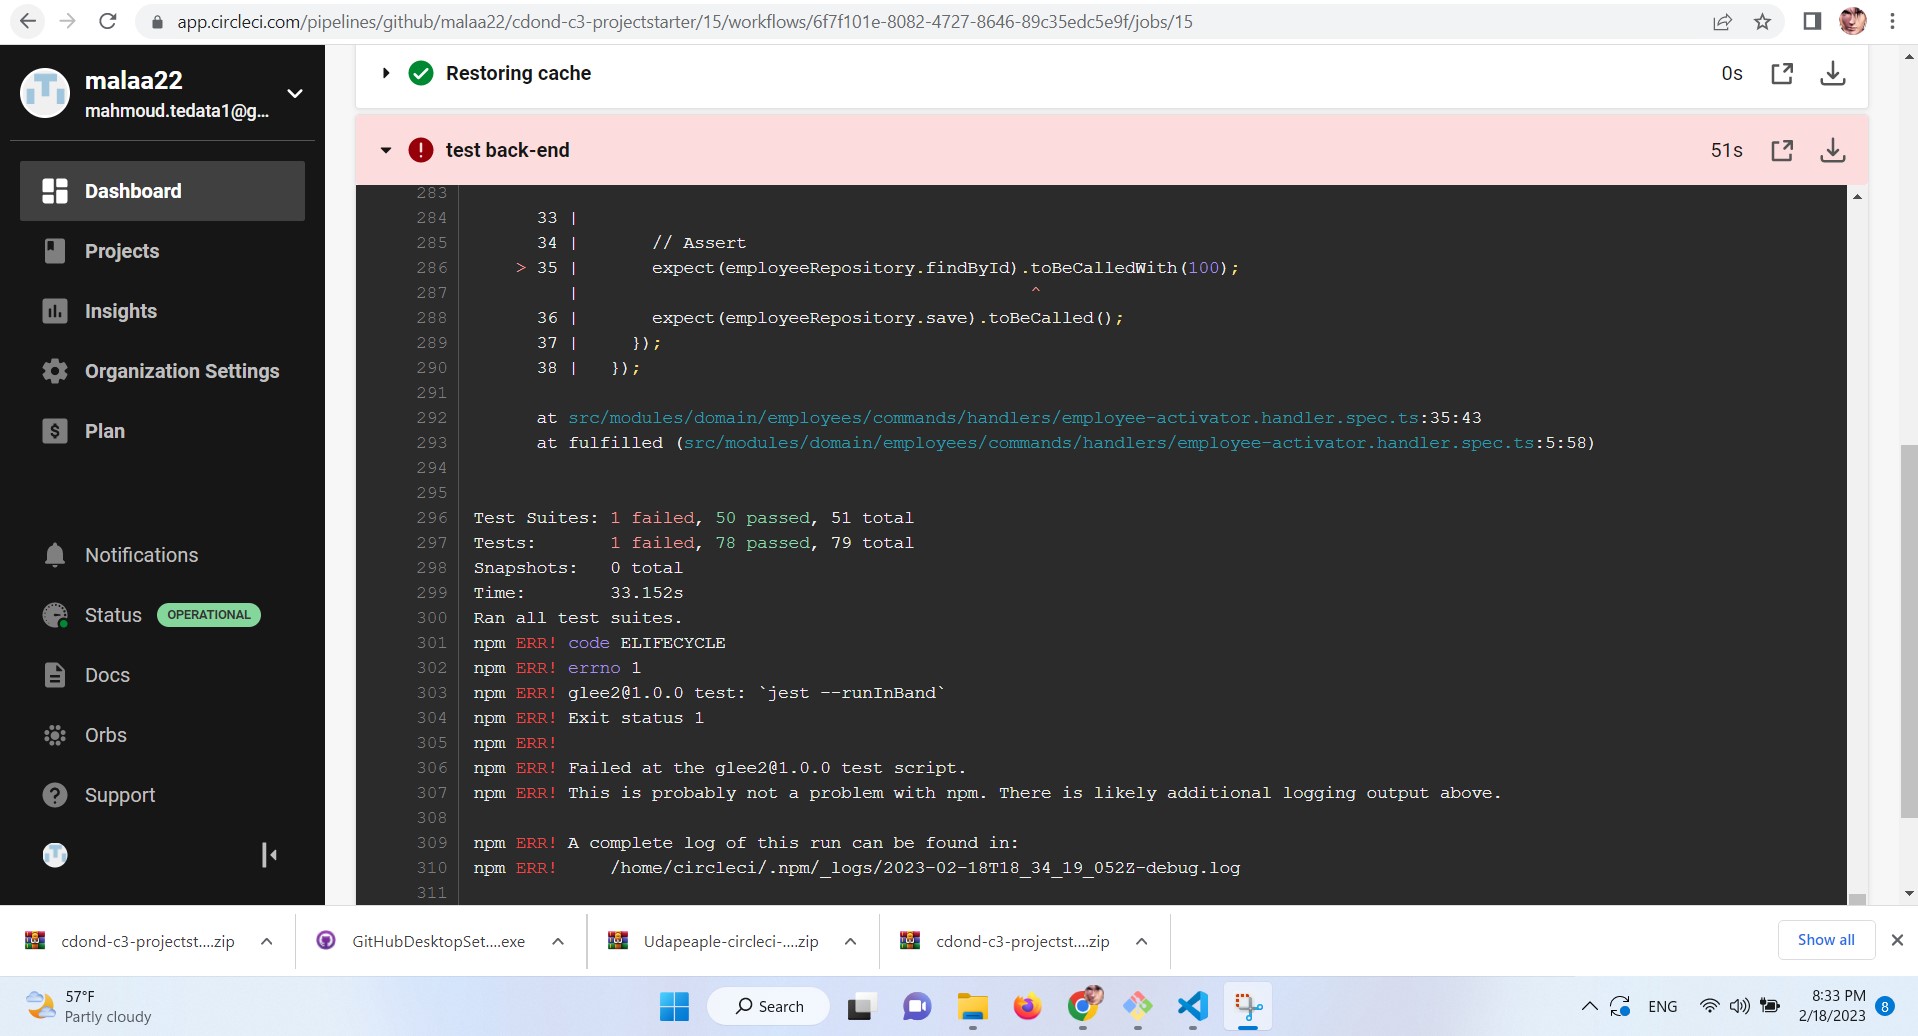 app.circleci.com/pipelines/github/malaa22/cdond-c3-projectstarter/15/workflows/6f7f101e-8082-4727-8646-89c35edc5e9f/jobs/15
malaa22
mahmoud.tedata1@g...
Dashboard
Projects
Insights
Organization Settings
$ Plan
Notifications
Status OPERATIONAL
Docs
Orbs
? Support
Restoring cache 0s
! test back-end 51s
283
284 33 |
285 34 | // Assert
286 > 35 | expect(employeeRepository.findById).toBeCalledWith(100);
287 | ^
288 36 | expect(employeeRepository.save).toBeCalled();
289 37 | });
290 38 | });
291
292 at src/modules/domain/employees/commands/handlers/employee-activator.handler.spec.ts:35:43
293 at fulfilled (src/modules/domain/employees/commands/handlers/employee-activator.handler.spec.ts:5:58)
294
295
296 Test Suites: 1 failed, 50 passed, 51 total
297 Tests: 1 failed, 78 passed, 79 total
298 Snapshots: 0 total
299 Time: 33.152s
300 Ran all test suites.
301 npm ERR! code ELIFECYCLE
302 npm ERR! errno 1
303 npm ERR! glee2@1.0.0 test: `jest --runInBand`
304 npm ERR! Exit status 1
305 npm ERR!
306 npm ERR! Failed at the glee2@1.0.0 test script.
307 npm ERR! This is probably not a problem with npm. There is likely additional logging output above.
308
309 npm ERR! A complete log of this run can be found in:
310 npm ERR! /home/circleci/.npm/_logs/2023-02-18T18_34_19_052Z-debug.log
311
cdond-c3-projectst....zip
GitHubDesktopSet....exe
Udapeaple-circleci-....zip
cdond-c3-projectst....zip
Show all
57°F
Partly cloudy
Search
ENG
8:33 PM
2/18/2023
8